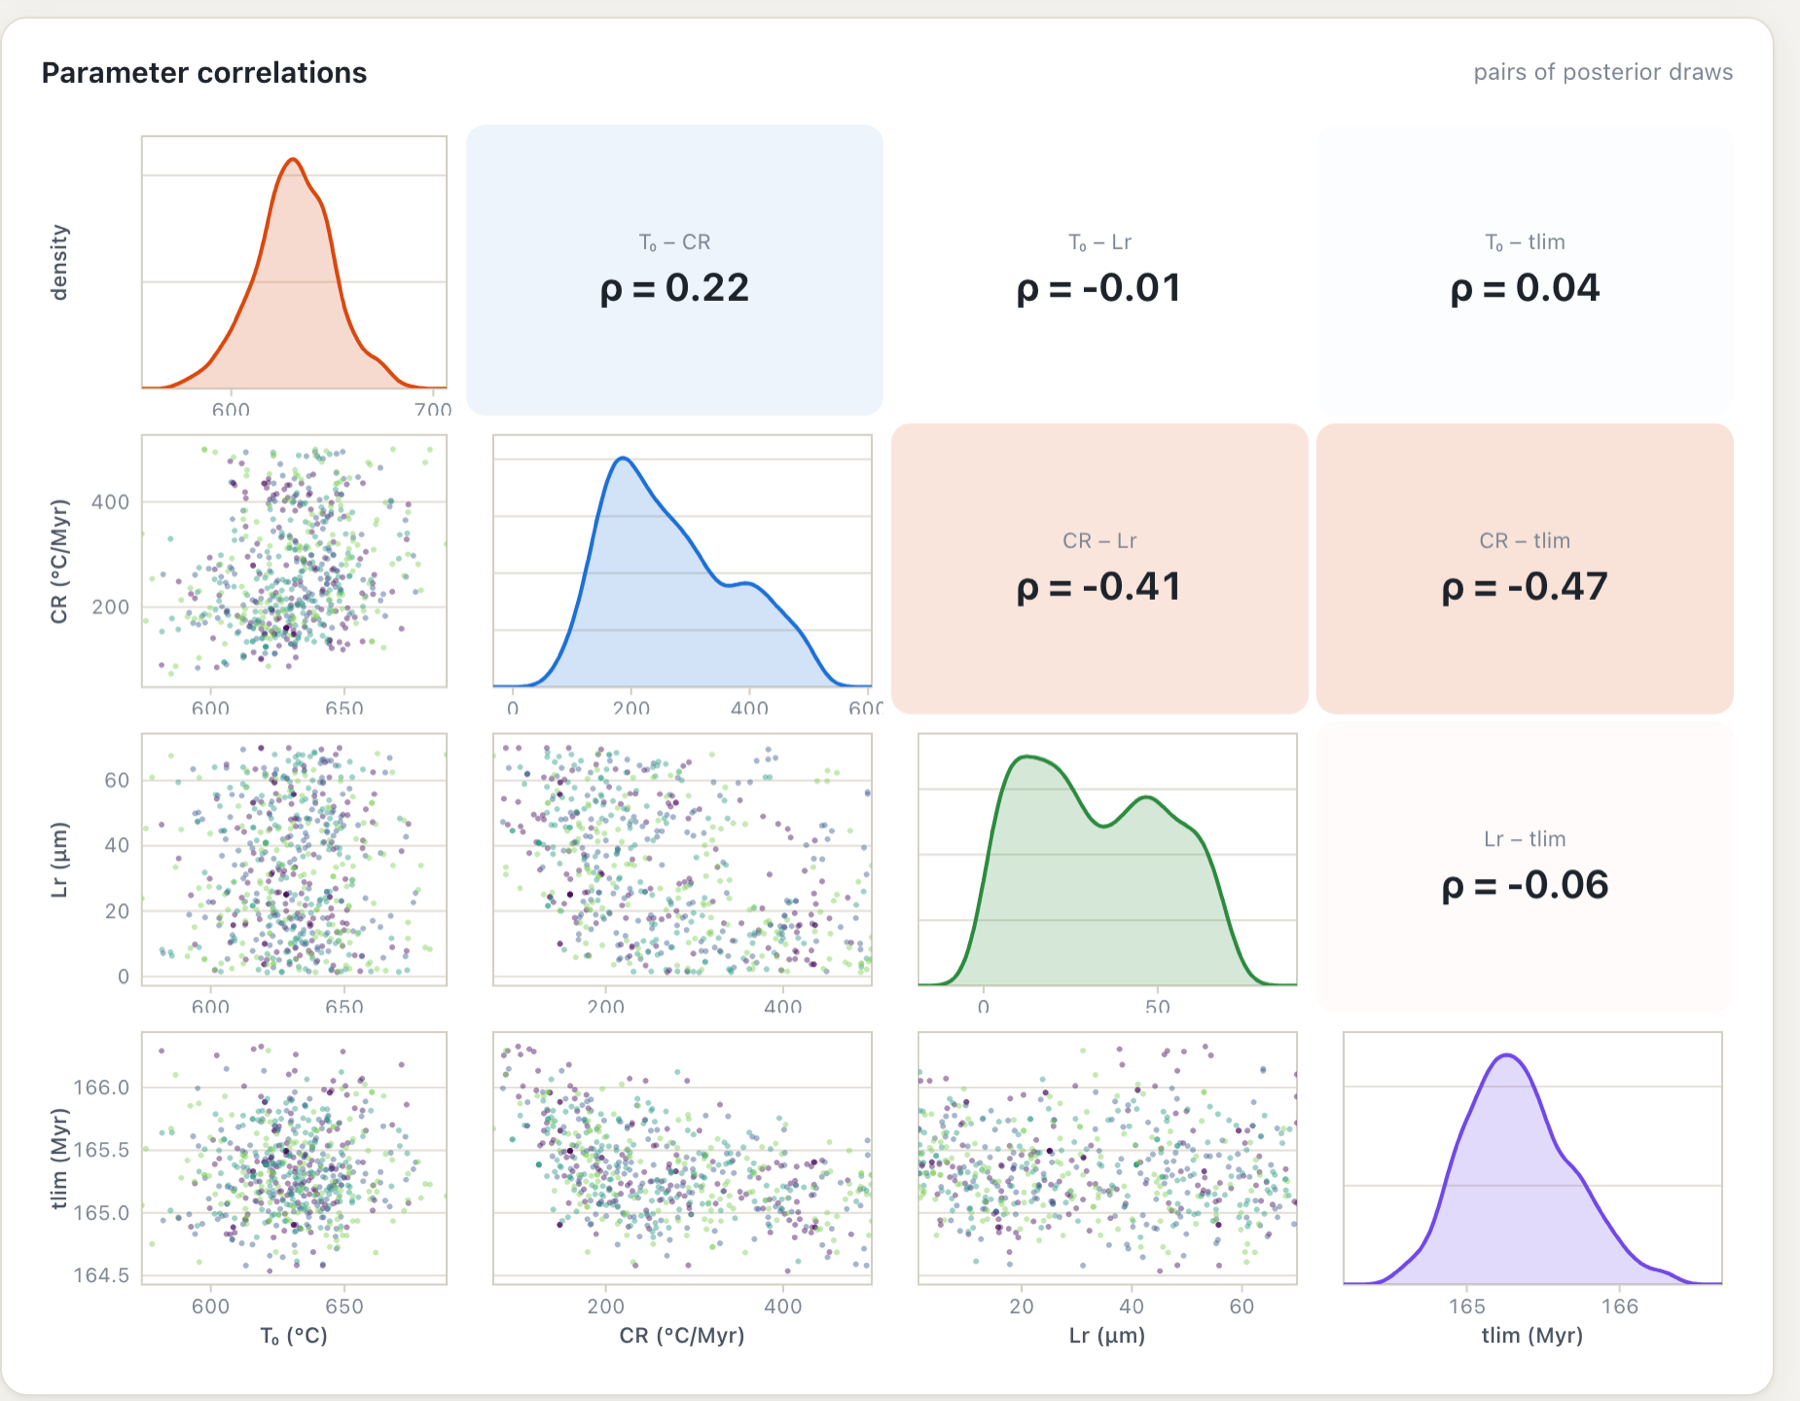 Parameter correlations
pairs of posterior draws
density
600 700
T₀ – CR
ρ = 0.22
T₀ – Lr
ρ = -0.01
T₀ – tlim
ρ = 0.04
CR (°C/Myr)
400
200
600 650
0 200 400 600
CR – Lr
ρ = -0.41
CR – tlim
ρ = -0.47
Lr (μm)
60
40
20
0
600 650
200 400
0 50
Lr – tlim
ρ = -0.06
tlim (Myr)
166.0
165.5
165.0
164.5
600 650
T₀ (°C)
200 400
CR (°C/Myr)
20 40 60
Lr (μm)
165 166
tlim (Myr)